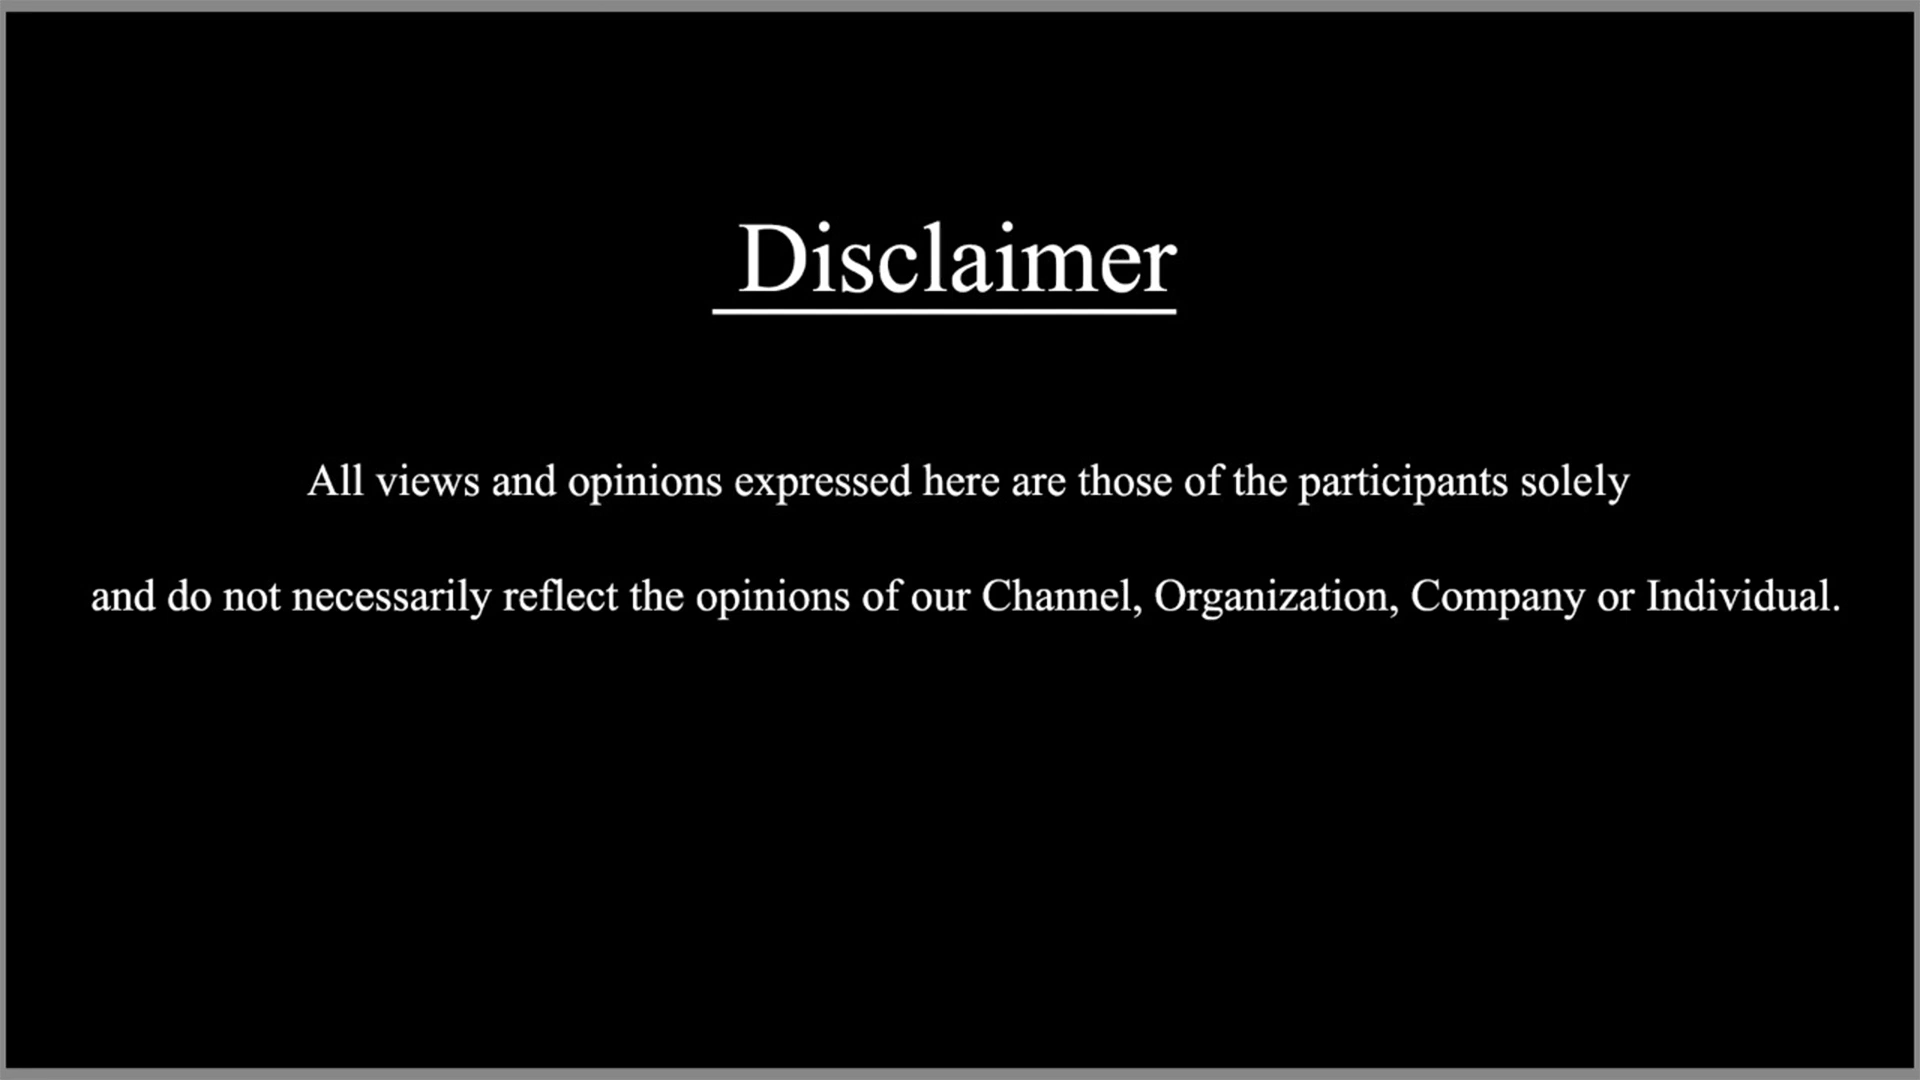 Disclaimer
All views and opinions expressed here are those of the participants solely
and do not necessarily reflect the opinions of our Channel, Organization, Company or Individual.